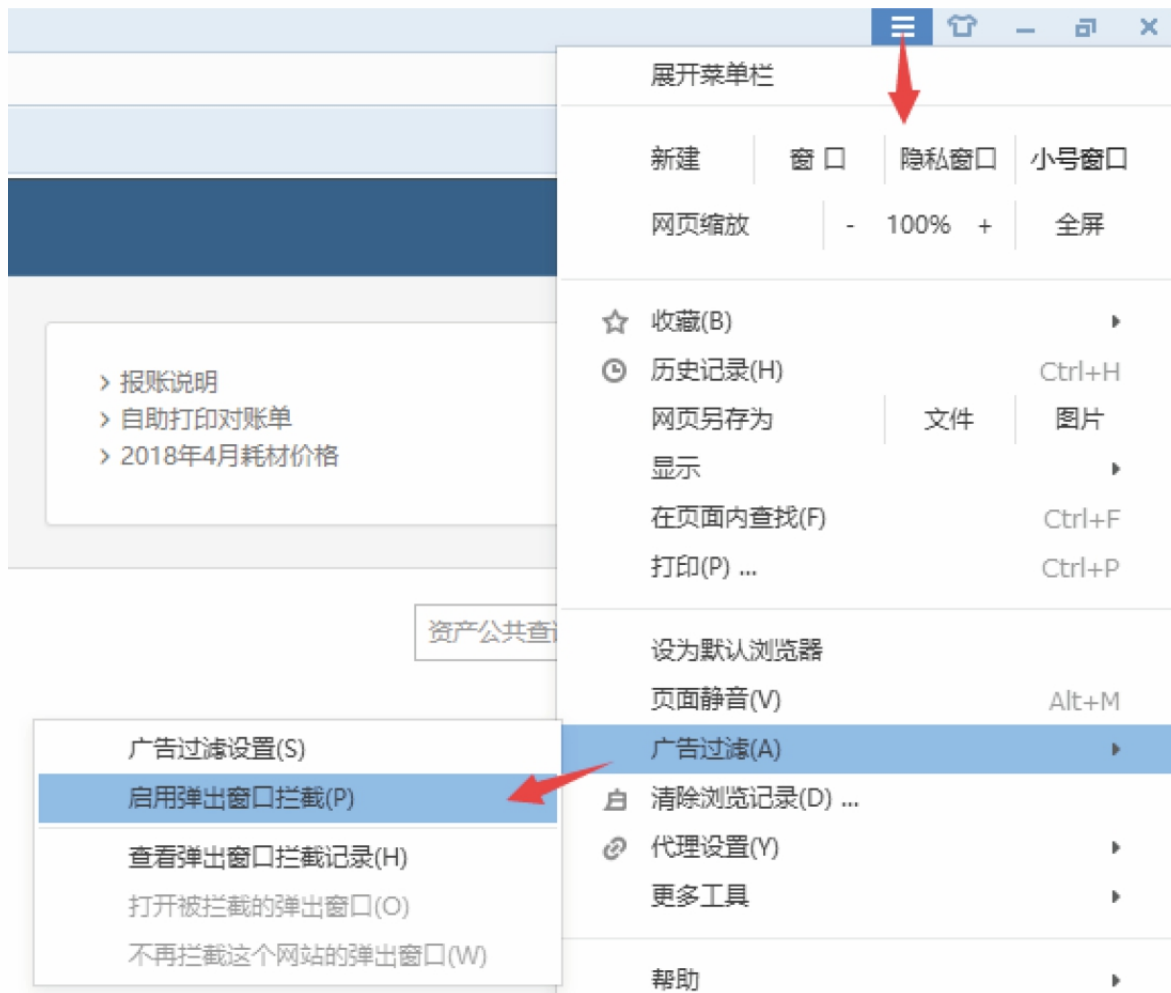 展开菜单栏
新建 窗口 隐私窗口 小号窗口
网页缩放 - 100% + 全屏
收藏(B)
历史记录(H) Ctrl+H
网页另存为 文件 图片
显示
在页面内查找(F) Ctrl+F
打印(P) ... Ctrl+P
设为默认浏览器
页面静音(V) Alt+M
广告过滤(A)
清除浏览记录(D) ...
代理设置(Y)
更多工具
帮助
报账说明
自助打印对账单
2018年4月耗材价格
资产公共查
广告过滤设置(S)
启用弹出窗口拦截(P)
查看弹出窗口拦截记录(H)
打开被拦截的弹出窗口(O)
不再拦截这个网站的弹出窗口(W)